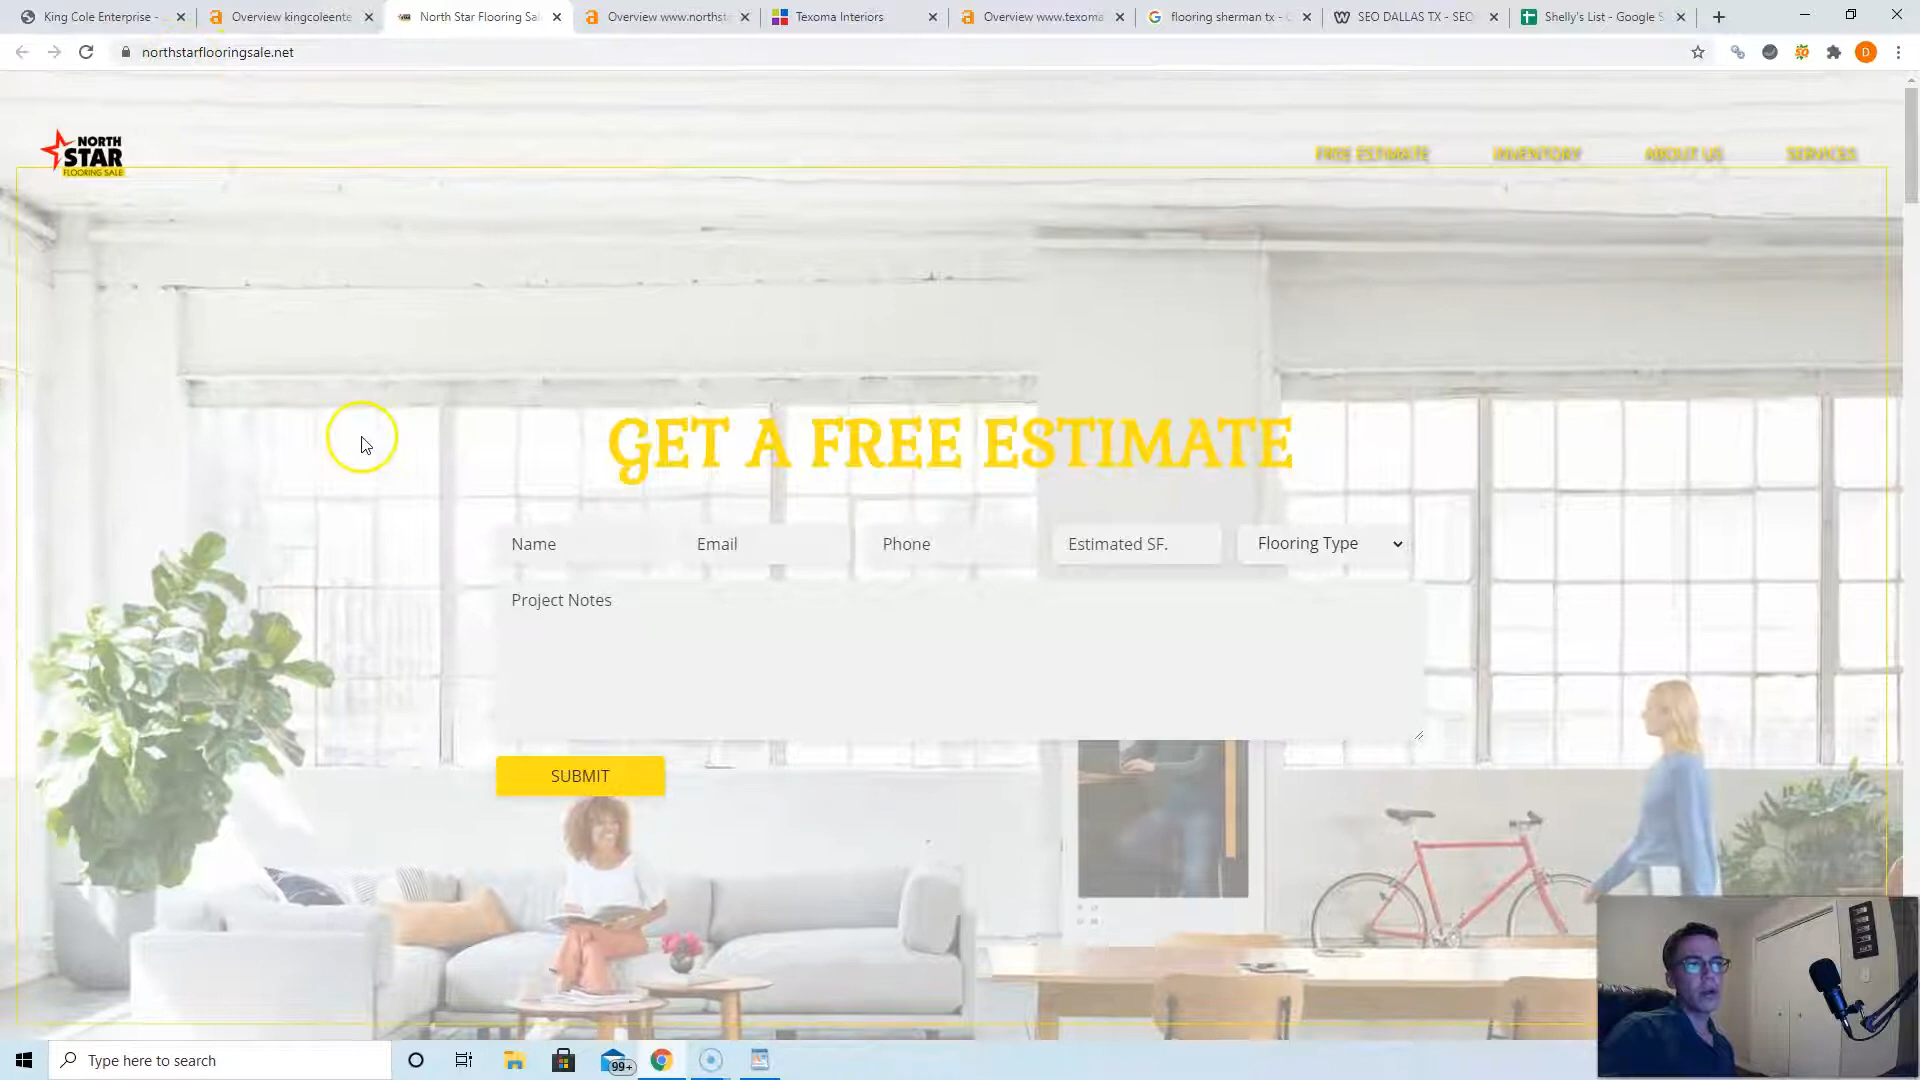 King Cole Enterprise -
Overview kingcoleente
North Star Flooring Sal
Overview www.northst
Texoma Interiors
Overview www.texoma
flooring sherman tx - G
SEO DALLAS TX - SEO
Shelly's List - Google S
northstarflooringsale.net
D
NORTH
STAR
FLOORING SALE
FREE ESTIMATE
INVENTORY
ABOUT US
SERVICES
GET A FREE ESTIMATE
Name
Email
Phone
Estimated SF.
Flooring Type
Project Notes
SUBMIT
Type here to search
99+